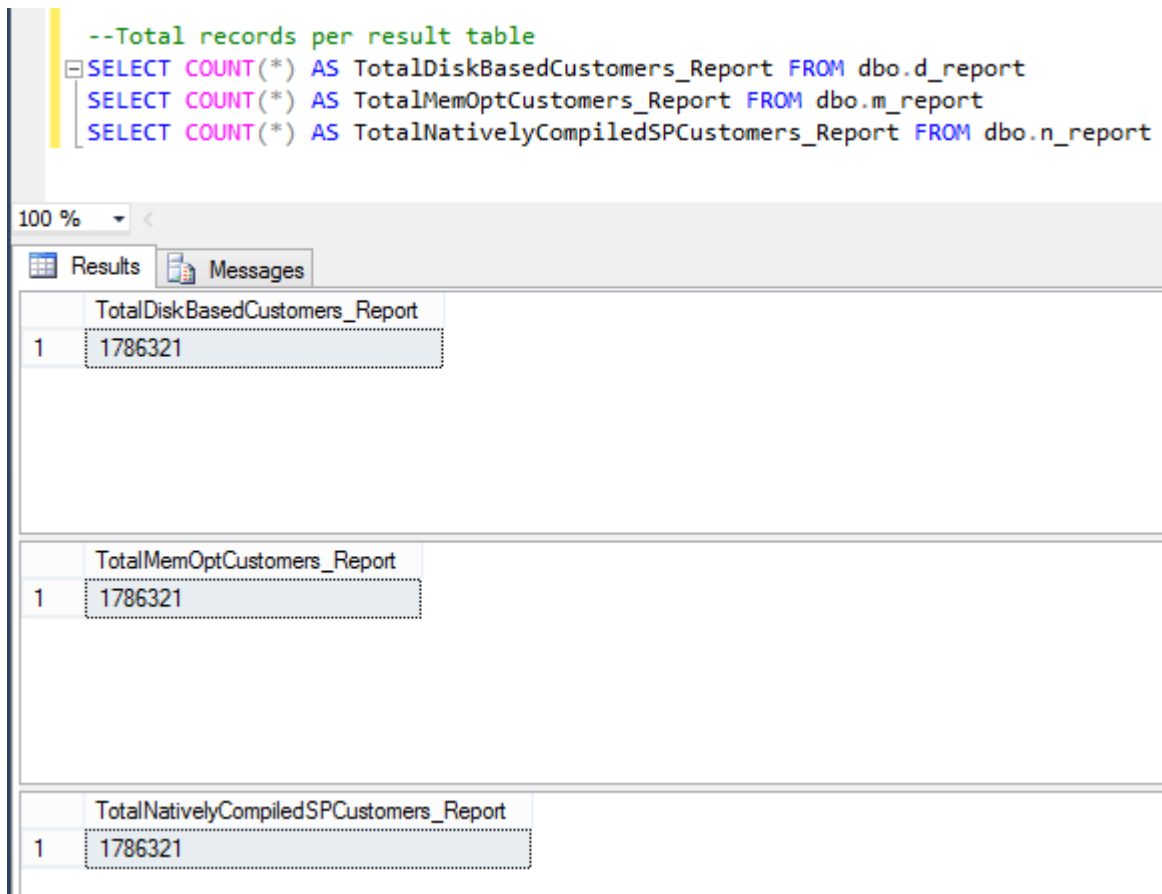 --Total records per result table
SELECT COUNT(*) AS TotalDiskBasedCustomers_Report FROM dbo.d_report
SELECT COUNT(*) AS TotalMemOptCustomers_Report FROM dbo.m_report
SELECT COUNT(*) AS TotalNativelyCompiledSPCustomers_Report FROM dbo.n_report
100 %
Results Messages
TotalDiskBasedCustomers_Report
1 1786321
TotalMemOptCustomers_Report
1 1786321
TotalNativelyCompiledSPCustomers_Report
1 1786321